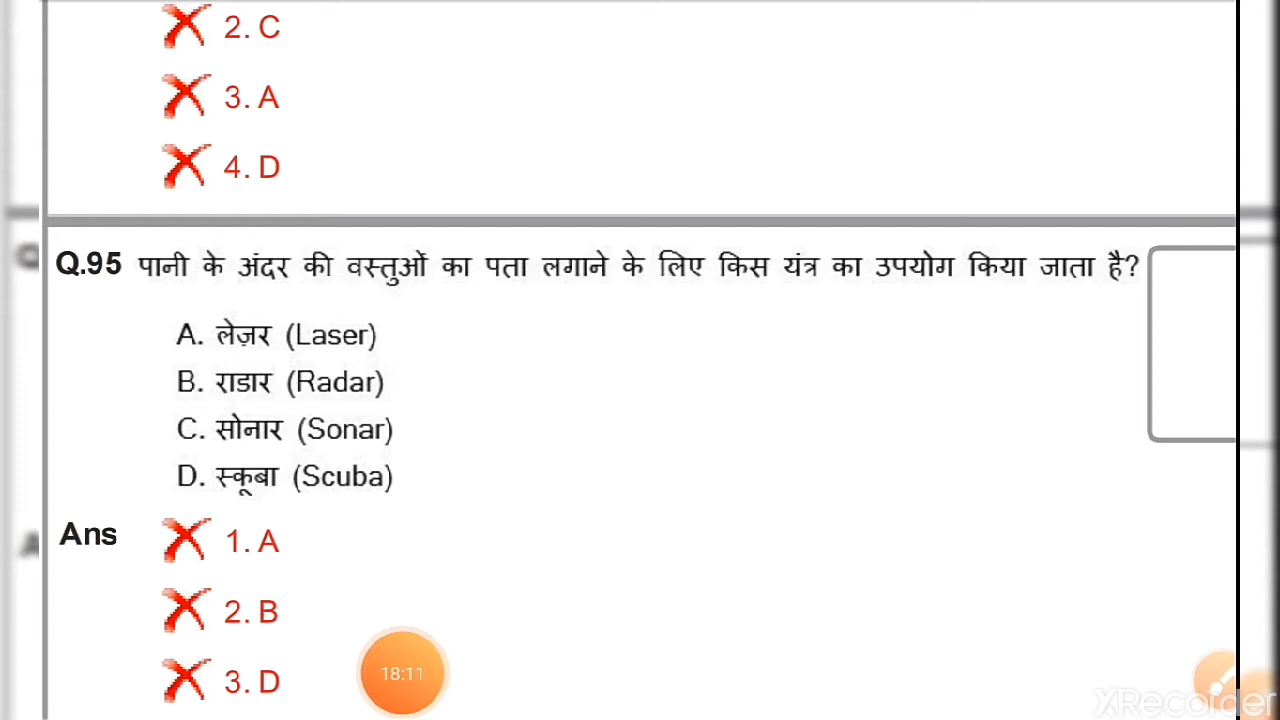 2. C
3. A
4. D
Q.95 पानी के अंदर की वस्तुओं का पता लगाने के लिए किस यंत्र का उपयोग किया जाता है?
A. लेज़र (Laser)
B. राडार (Radar)
C. सोनार (Sonar)
D. स्कूबा (Scuba)
Ans
1. A
2. B
3. D
18:11
XRecorder